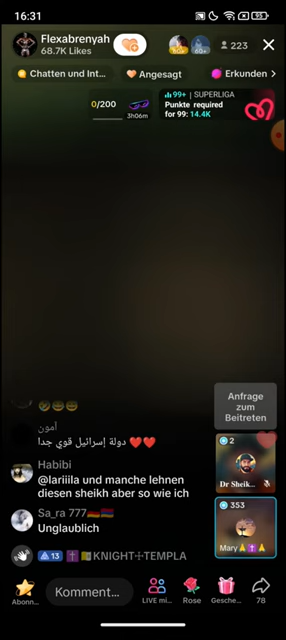 16:31
95
Flexabrenyah
68.7K Likes
60+
60+
223
Chatten und Int...
Angesagt
Erkunden
0/200
3h06m
99+ | SUPERLIGA
Punkte required
for 99: 14.4K
Anfrage
zum
Beitreten
🤣😄😄
آمون
دولة إسرائيل قوي جدا ❤️❤️
2
Dr Sheik...
Habibi
@lariiila und manche lehnen
diesen sheikh aber so wie ich
Sa_ra 777
Unglaublich
353
Mary🙏✝️🙏
13 KNIGHT☩TEMPLA
Abonn...
Komment...
LIVE mi...
Rose
Gesche...
78